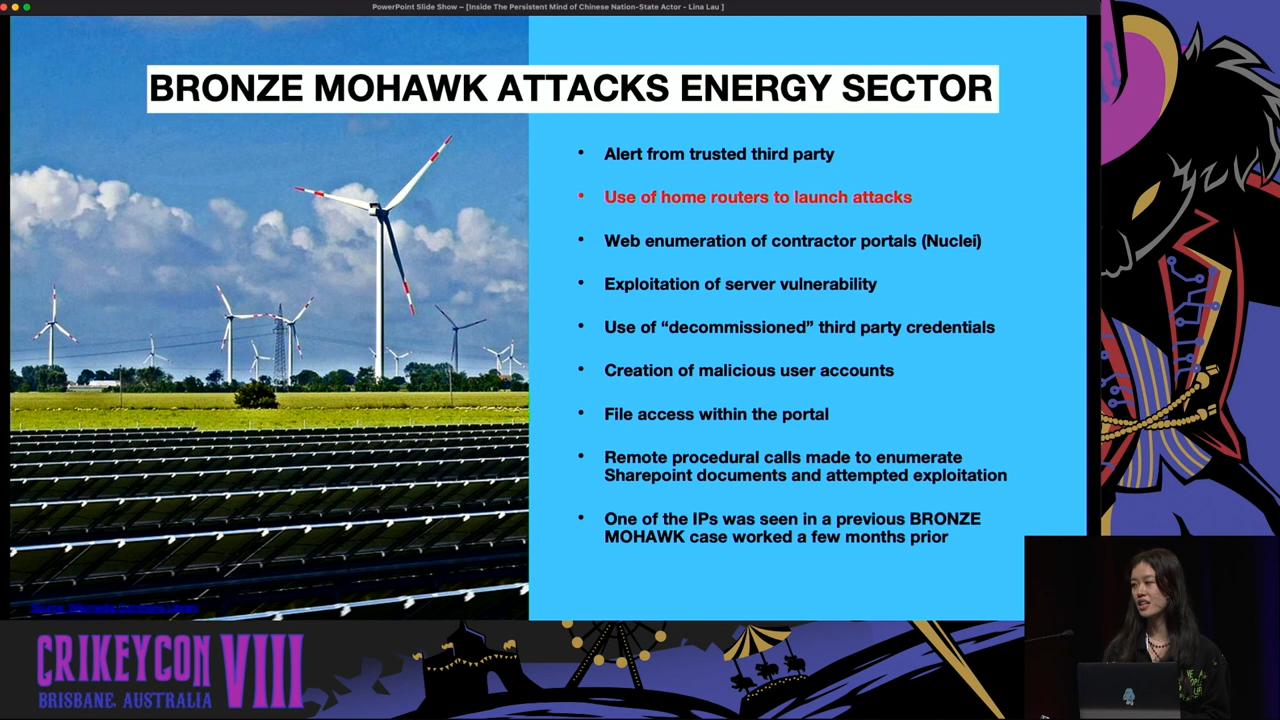 PowerPoint Slide Show – [Inside The Persistent Mind of Chinese Nation-State Actor - Lina Lau ]
BRONZE MOHAWK ATTACKS ENERGY SECTOR
• Alert from trusted third party
• Use of home routers to launch attacks
• Web enumeration of contractor portals (Nuclei)
• Exploitation of server vulnerability
• Use of “decommissioned” third party credentials
• Creation of malicious user accounts
• File access within the portal
• Remote procedural calls made to enumerate
Sharepoint documents and attempted exploitation
• One of the IPs was seen in a previous BRONZE
MOHAWK case worked a few months prior
CRIKEYCON VIII
BRISBANE, AUSTRALIA